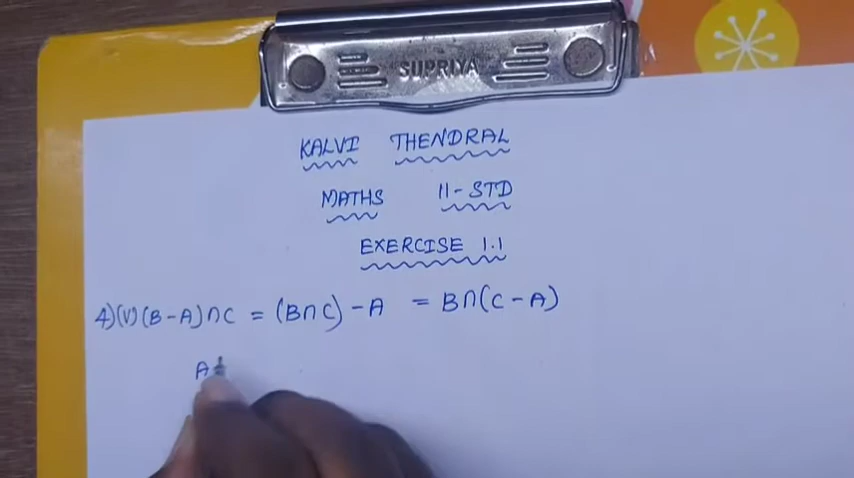 SUPRIYA
KALVI THENDRAL
MATHS 11-STD
EXERCISE 1.1
4)(V)(B-A)∩C = (B∩C)-A = B∩(C-A)
A =